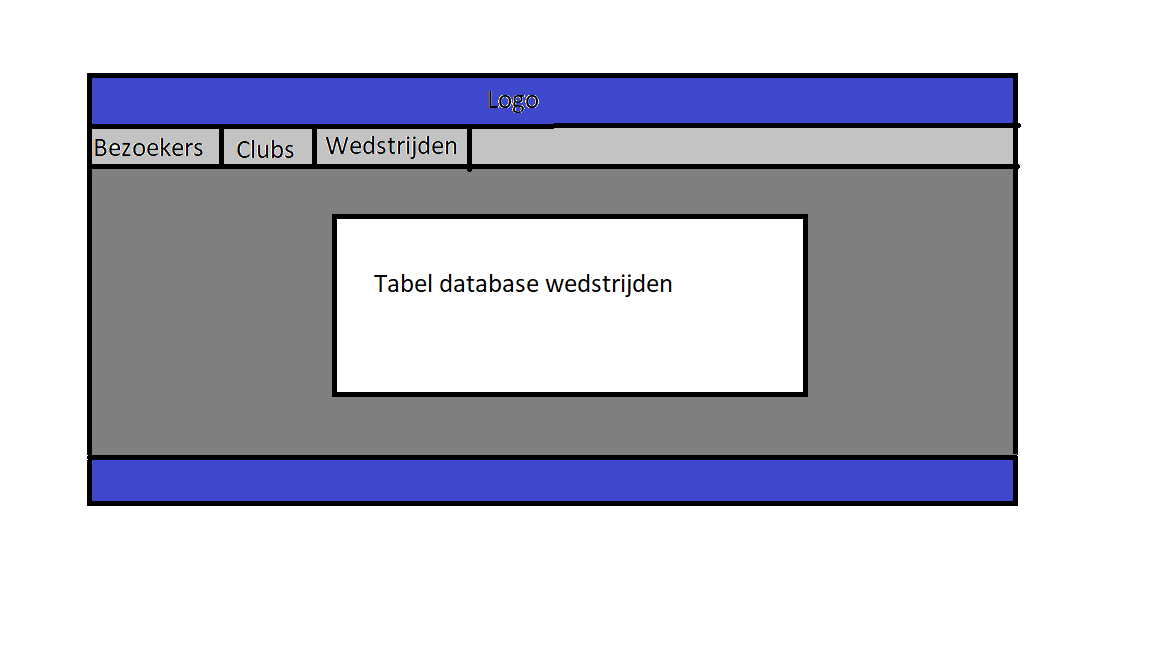 Logo
Bezoekers Clubs Wedstrijden
Tabel database wedstrijden